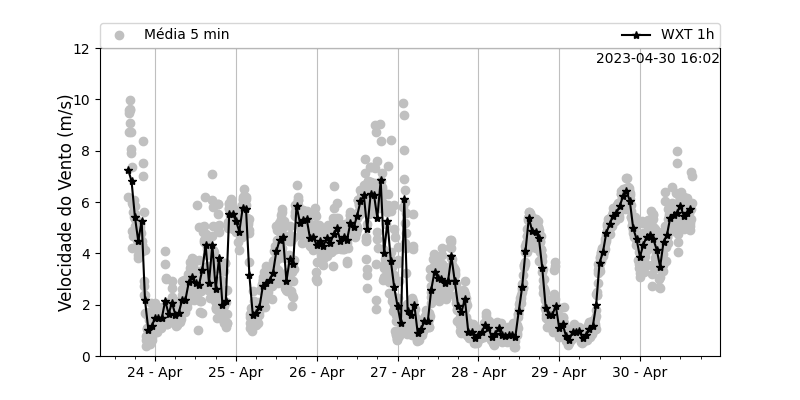 Média 5 min
WXT 1h
2023-04-30 16:02
Velocidade do Vento (m/s)
12
10
8
6
4
2
0
24 - Apr
25 - Apr
26 - Apr
27 - Apr
28 - Apr
29 - Apr
30 - Apr